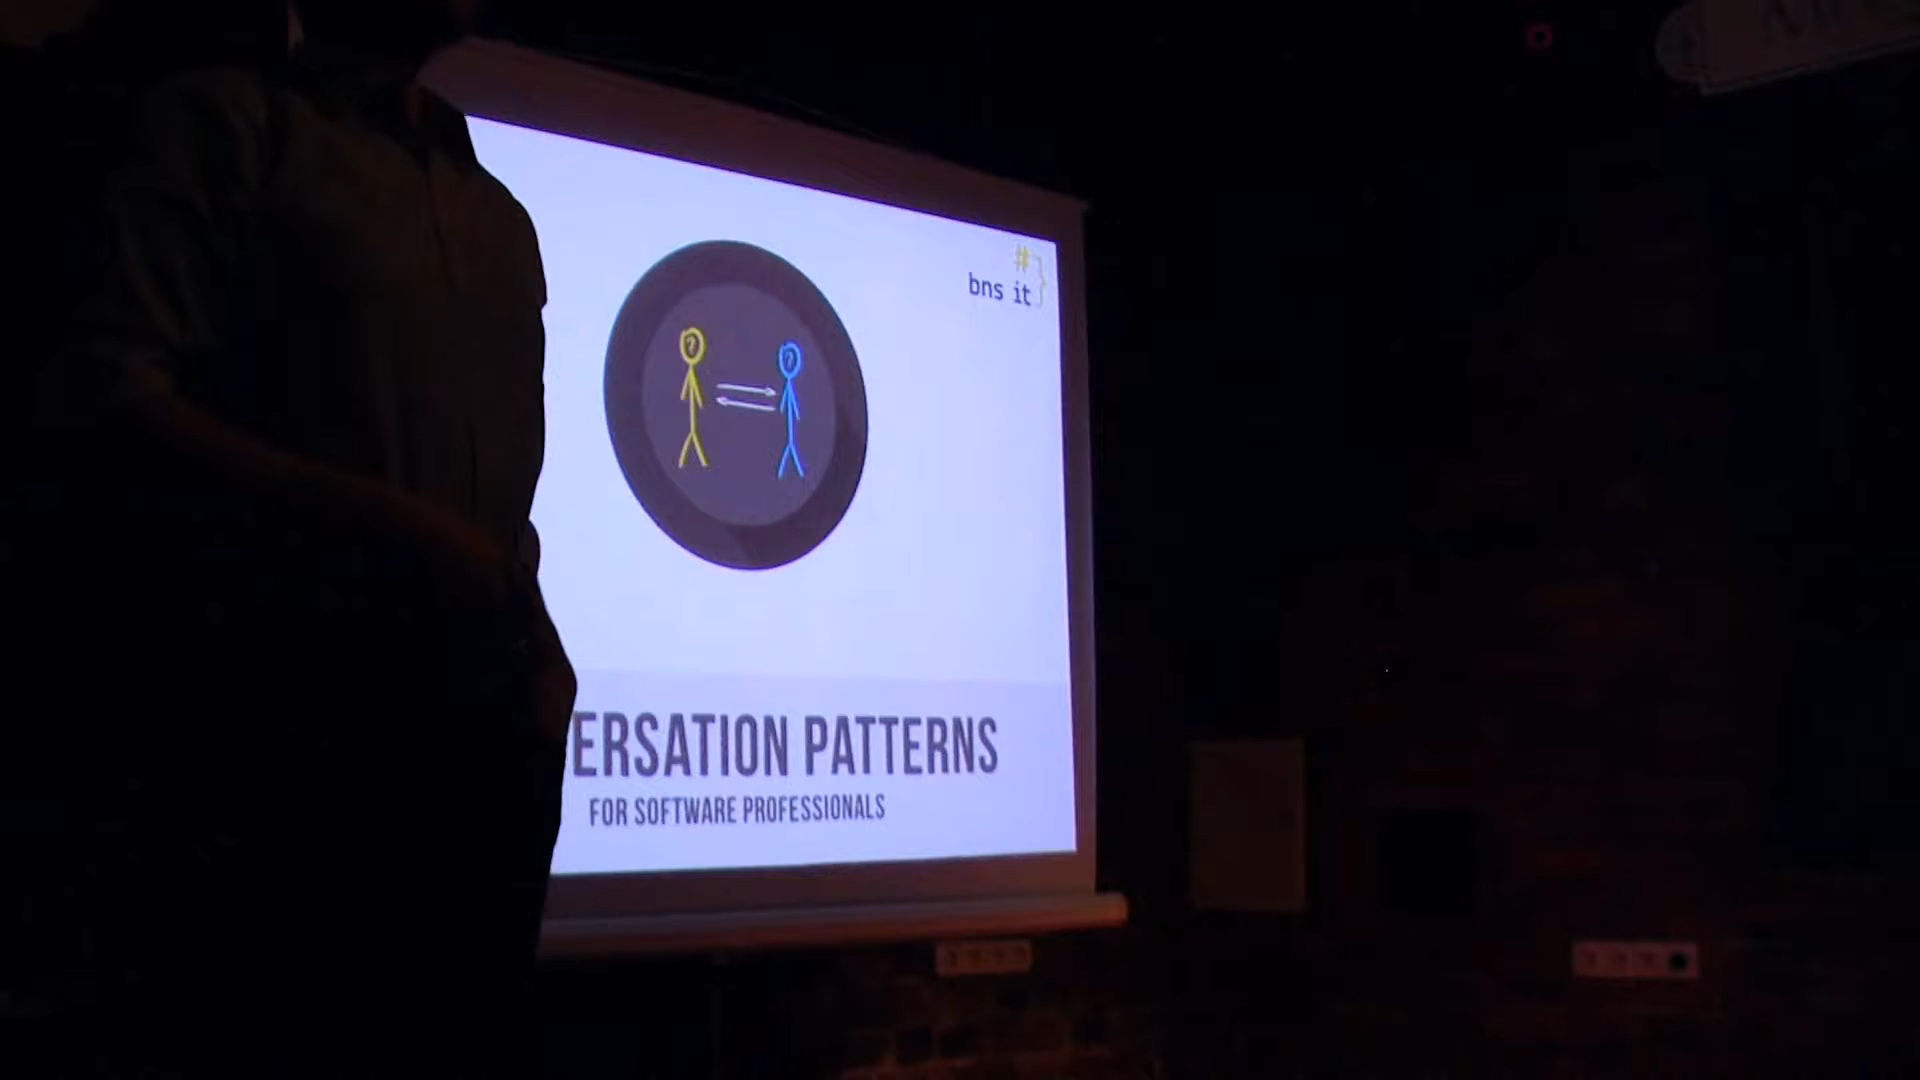 #
bns it }
ERSATION PATTERNS
FOR SOFTWARE PROFESSIONALS